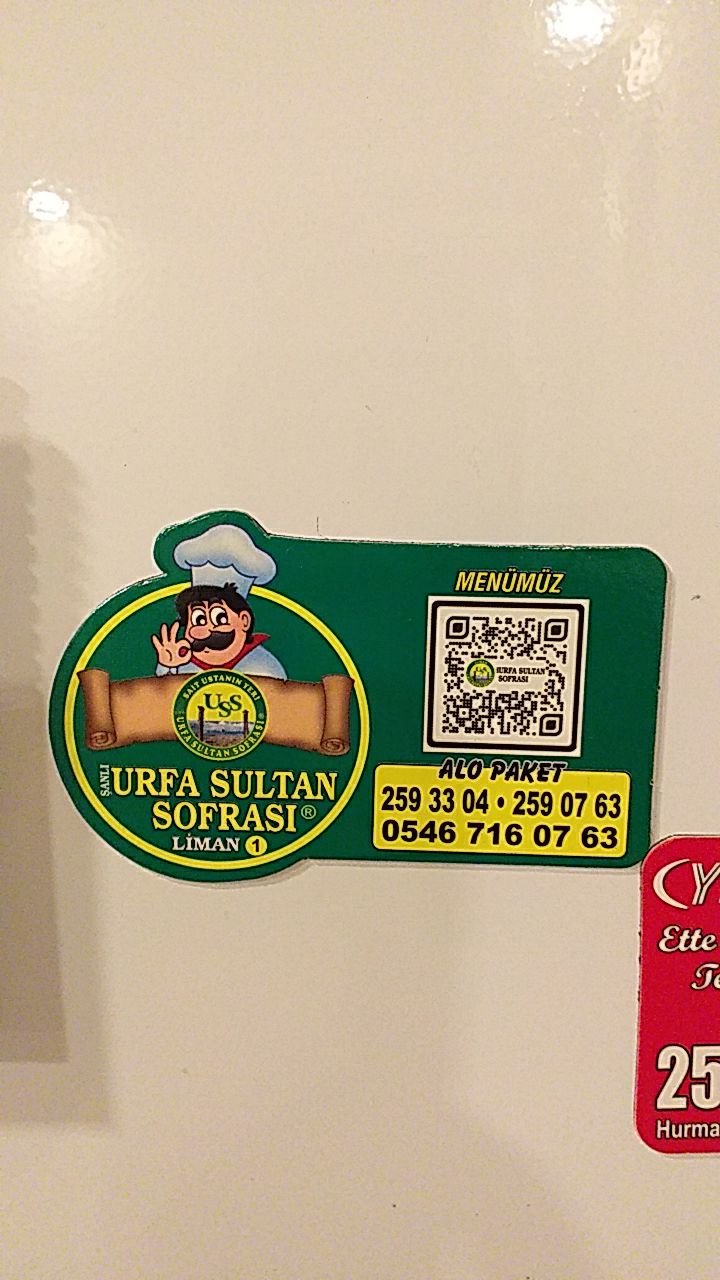 SAİT USTANIN YERİ
USS
URFA SULTAN SOFRASI
ŞANLI
URFA SULTAN
SOFRASI®
LİMAN 1
MENÜMÜZ
URFA SULTAN
SOFRASI
ALO PAKET
259 33 04 • 259 07 63
0546 716 07 63
Ette
25
Hurma